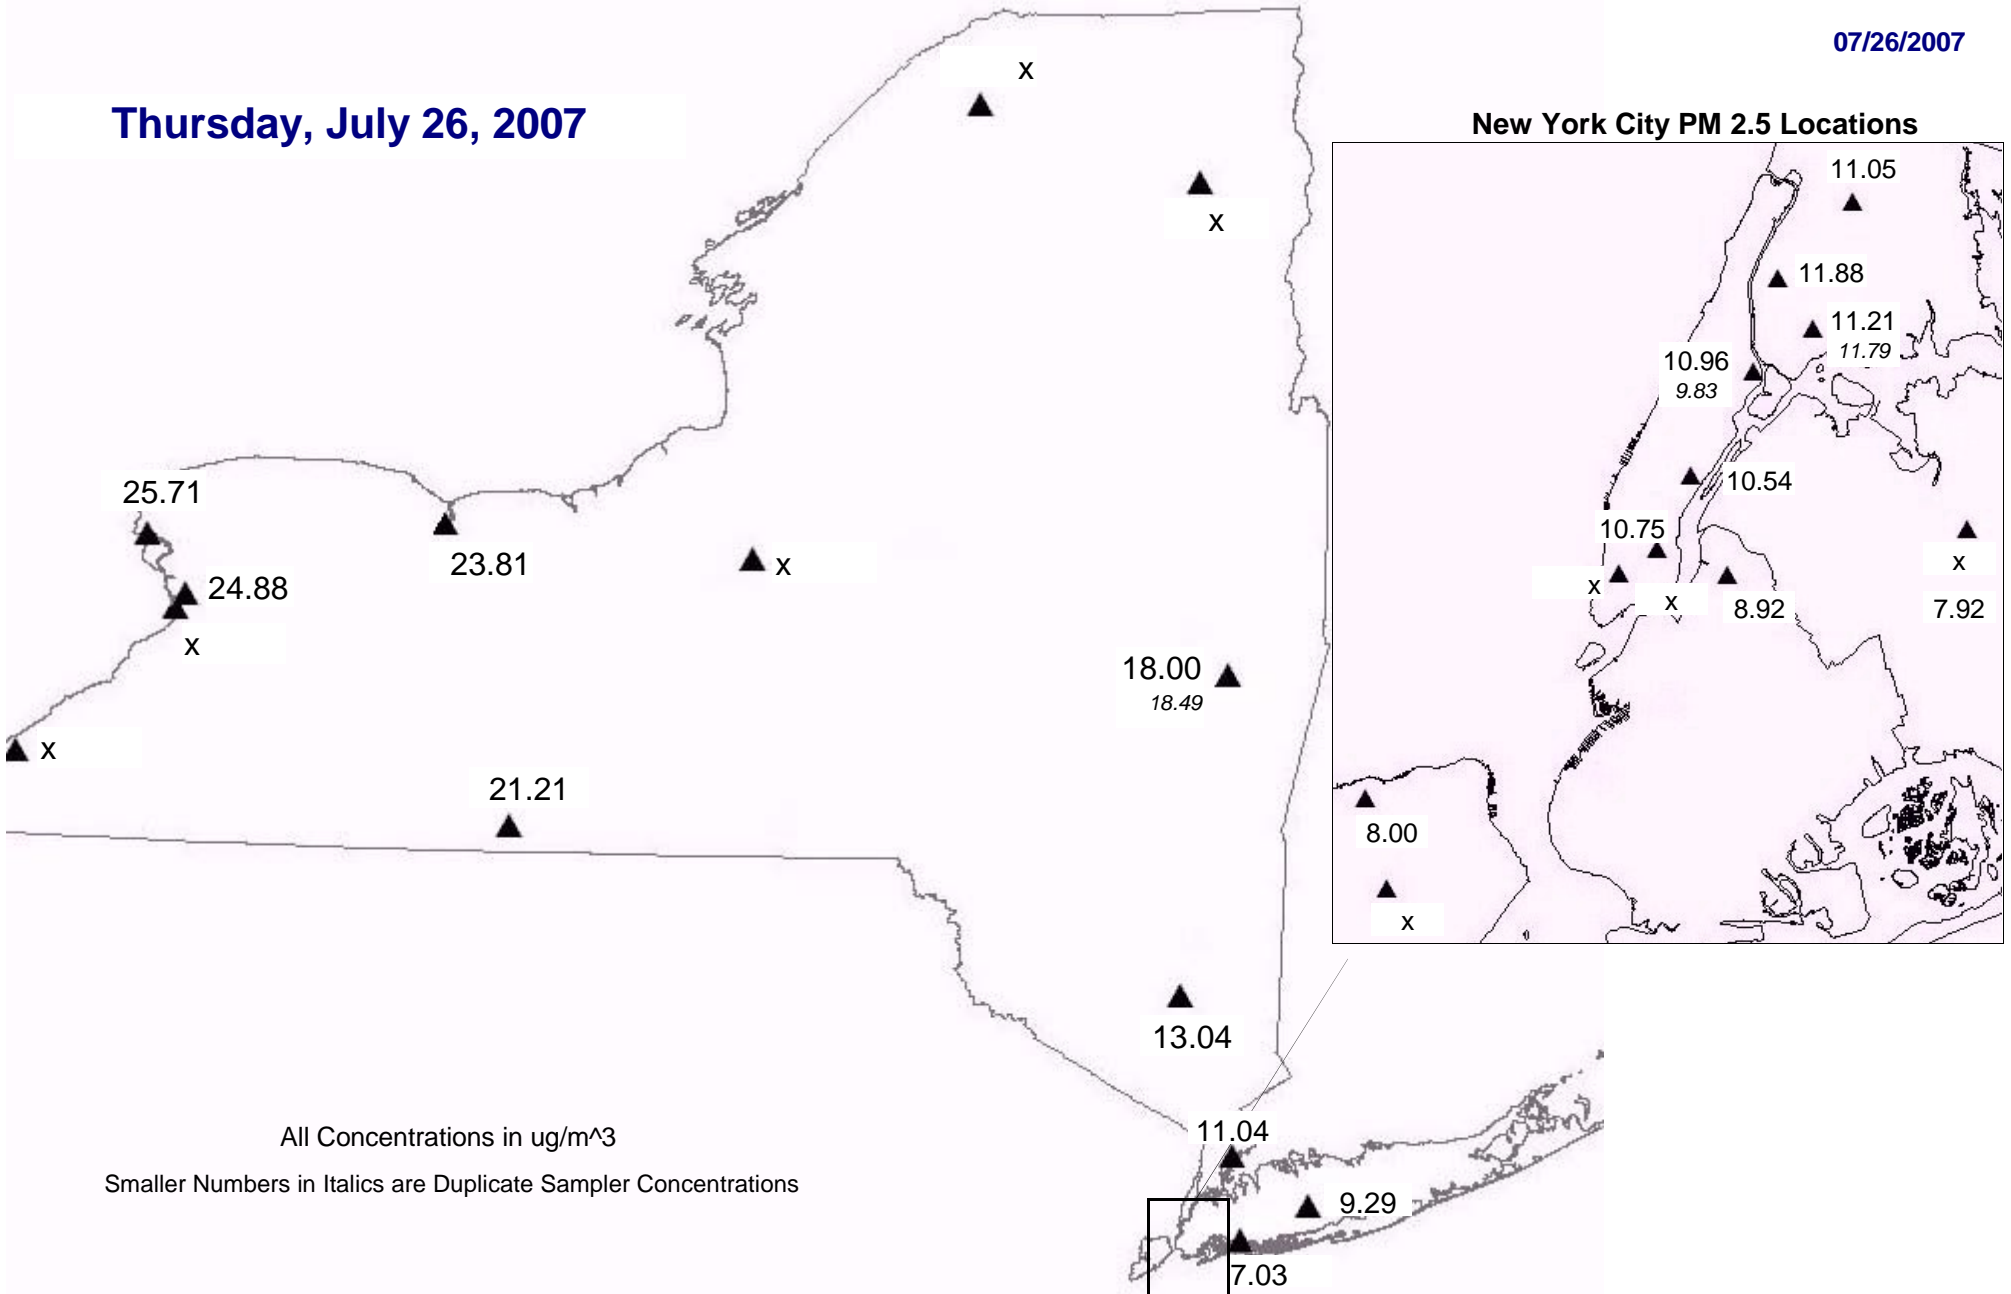 07/26/2007
Thursday, July 26, 2007
x
x
25.71
24.88
x
23.81
x
x
18.00
18.49
21.21
13.04
11.04
9.29
7.03
All Concentrations in ug/m^3
Smaller Numbers in Italics are Duplicate Sampler Concentrations
New York City PM 2.5 Locations
11.05
11.88
11.21
11.79
10.96
9.83
10.54
10.75
x
x
8.92
x
7.92
8.00
x